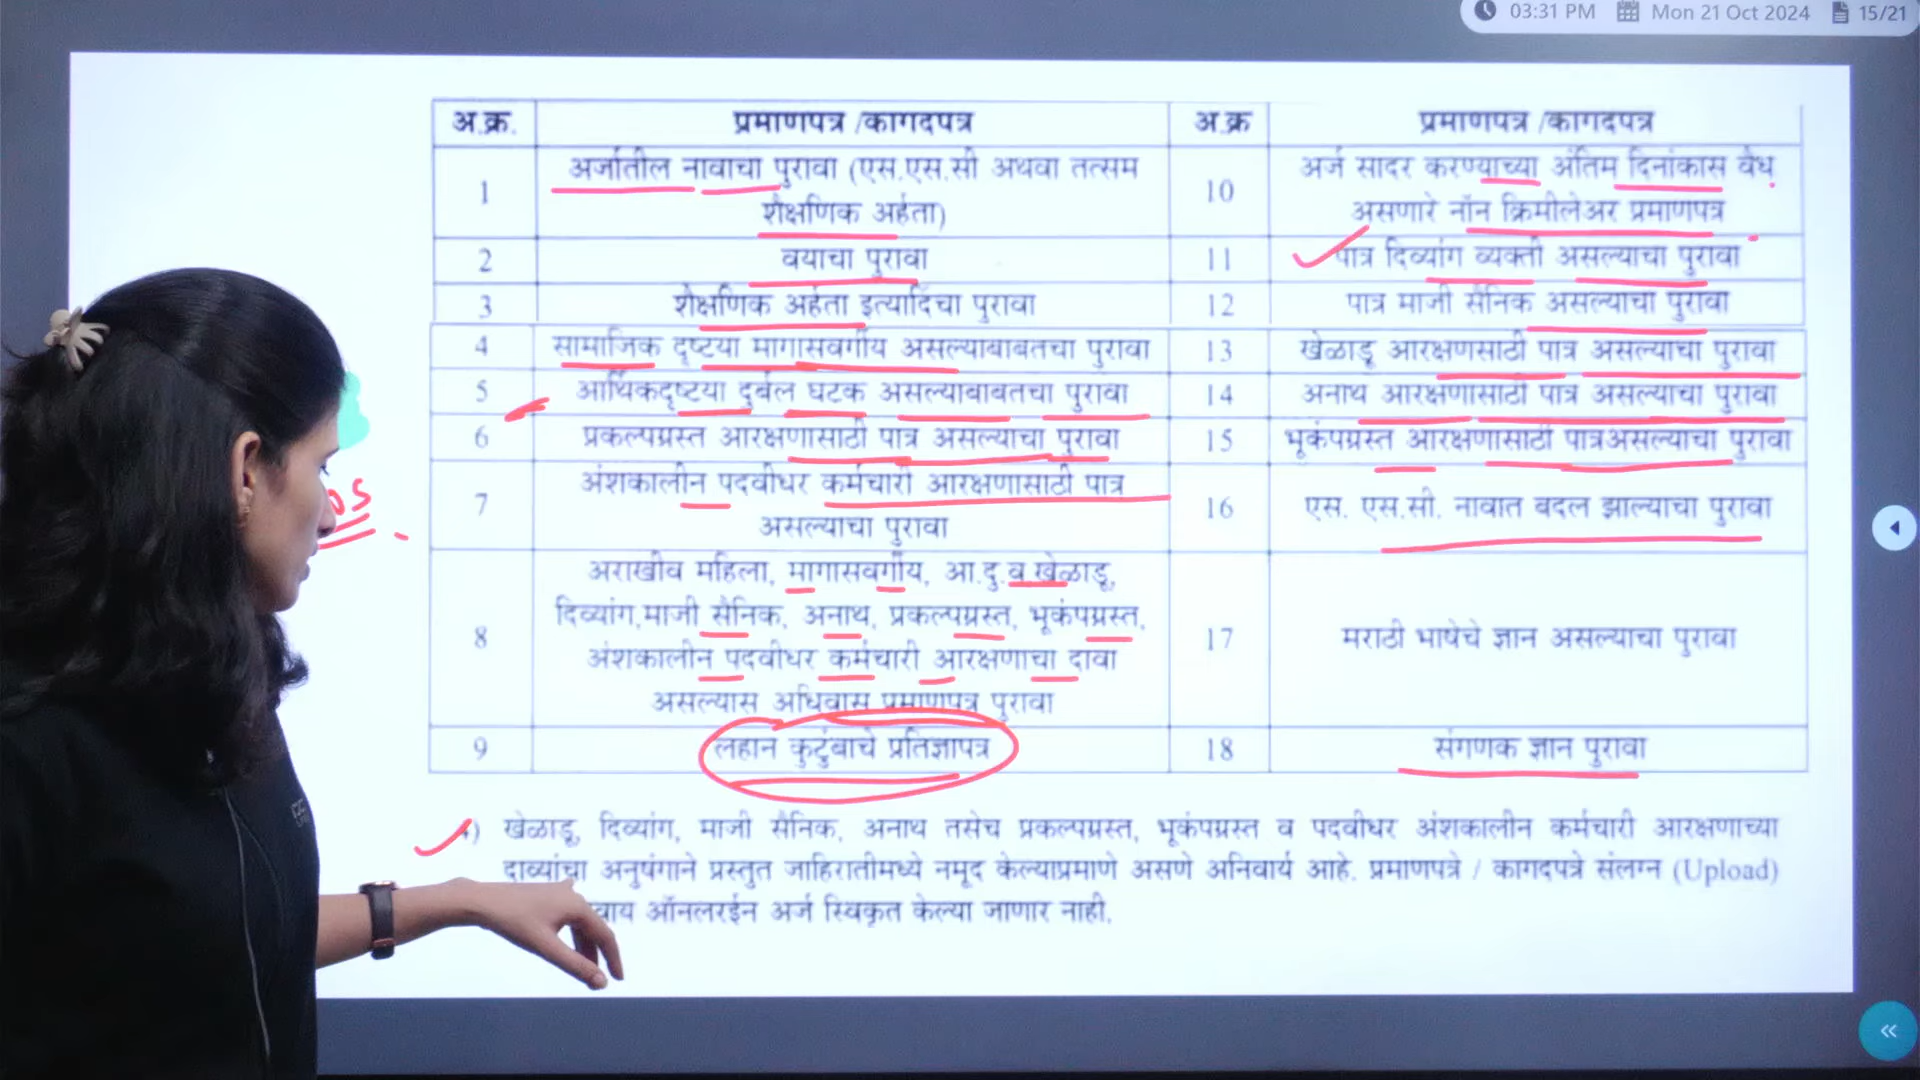 03:31 PM Mon 21 Oct 2024 15/21
अ.क्र. प्रमाणपत्र /कागदपत्र अ.क्र प्रमाणपत्र /कागदपत्र
1 अर्जातील नावाचा पुरावा (एस.एस.सी अथवा तत्सम
शैक्षणिक अर्हता)
10 अर्ज सादर करण्याच्या अंतिम दिनांकास वैध
असणारे नॉन क्रिमीलेअर प्रमाणपत्र
2 वयाचा पुरावा 11 पात्र दिव्यांग व्यक्ती असल्याचा पुरावा
3 शैक्षणिक अर्हता इत्यादिंचा पुरावा 12 पात्र माजी सैनिक असल्याचा पुरावा
4 सामाजिक दृष्टया मागासवर्गीय असल्याबाबतचा पुरावा 13 खेळाडू आरक्षणसाठी पात्र असल्याचा पुरावा
5 आर्थिकदृष्टया दुर्बल घटक असल्याबाबतचा पुरावा 14 अनाथ आरक्षणासाठी पात्र असल्याचा पुरावा
6 प्रकल्पग्रस्त आरक्षणासाठी पात्र असल्याचा पुरावा 15 भूकंपग्रस्त आरक्षणासाठी पात्रअसल्याचा पुरावा
7 अंशकालीन पदवीधर कर्मचारी आरक्षणासाठी पात्र
असल्याचा पुरावा
16 एस. एस.सी. नावात बदल झाल्याचा पुरावा
8 अराखीव महिला, मागासवर्गीय, आ.दु.व खेळाडू,
दिव्यांग,माजी सैनिक, अनाथ, प्रकल्पग्रस्त, भूकंपग्रस्त,
अंशकालीन पदवीधर कर्मचारी आरक्षणाचा दावा
असल्यास अधिवास प्रमाणपत्र पुरावा
17 मराठी भाषेचे ज्ञान असल्याचा पुरावा
9 लहान कुटुंबाचे प्रतिज्ञापत्र 18 संगणक ज्ञान पुरावा
खेळाडू, दिव्यांग, माजी सैनिक, अनाथ तसेच प्रकल्पग्रस्त, भूकंपग्रस्त व पदवीधर अंशकालीन कर्मचारी आरक्षणाच्या
दाव्यांचा अनुषंगाने प्रस्तुत जाहिरातीमध्ये नमूद केल्याप्रमाणे असणे अनिवार्य आहे. प्रमाणपत्रे / कागदपत्रे संलग्न (Upload)
ऑनलरईन अर्ज स्विकृत केल्या जाणार नाही.